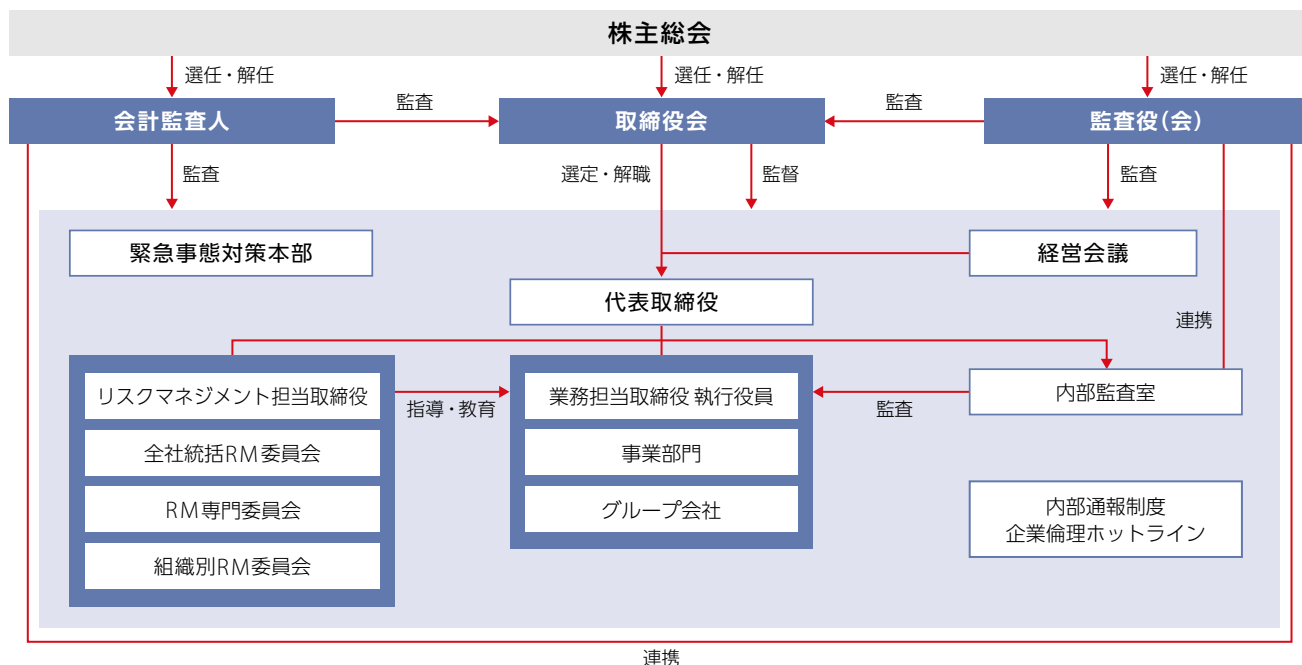 株主総会
選任・解任
選任・解任
選任・解任
会計監査人
監査
取締役会
監査
監査役(会)
監査
選定・解職
監督
監査
緊急事態対策本部
経営会議
代表取締役
連携
リスクマネジメント担当取締役
指導・教育
業務担当取締役 執行役員
監査
内部監査室
全社統括RM委員会
事業部門
RM専門委員会
グループ会社
内部通報制度
企業倫理ホットライン
組織別RM委員会
連携